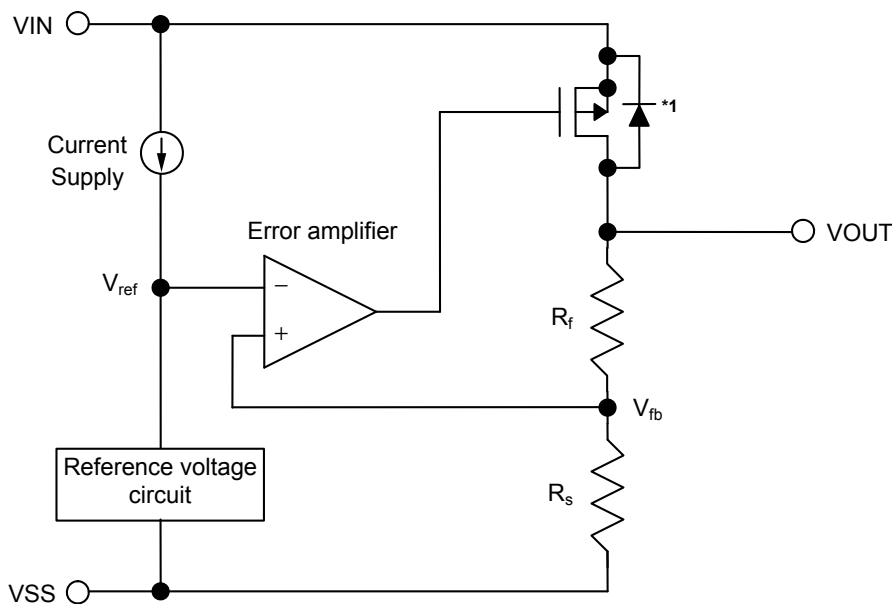 VIN
*1
Current
Supply
Error amplifier
VOUT
Vref
−
+
Rf
Vfb
Reference voltage
circuit
Rs
VSS